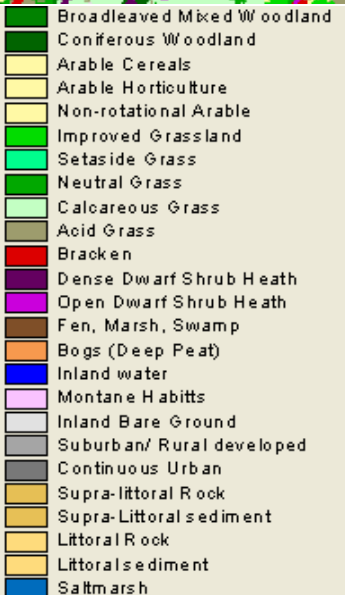 Broadleaved Mixed Woodland
Coniferous Woodland
Arable Cereals
Arable Horticulture
Non-rotational Arable
Improved Grassland
Setaside Grass
Neutral Grass
Calcareous Grass
Acid Grass
Bracken
Dense Dwarf Shrub Heath
Open Dwarf Shrub Heath
Fen, Marsh, Swamp
Bogs (Deep Peat)
Inland water
Montane Habitts
Inland Bare Ground
Suburban/ Rural developed
Continuous Urban
Supra-littoral Rock
Supra-Littoral sediment
Littoral Rock
Littoral sediment
Saltmarsh